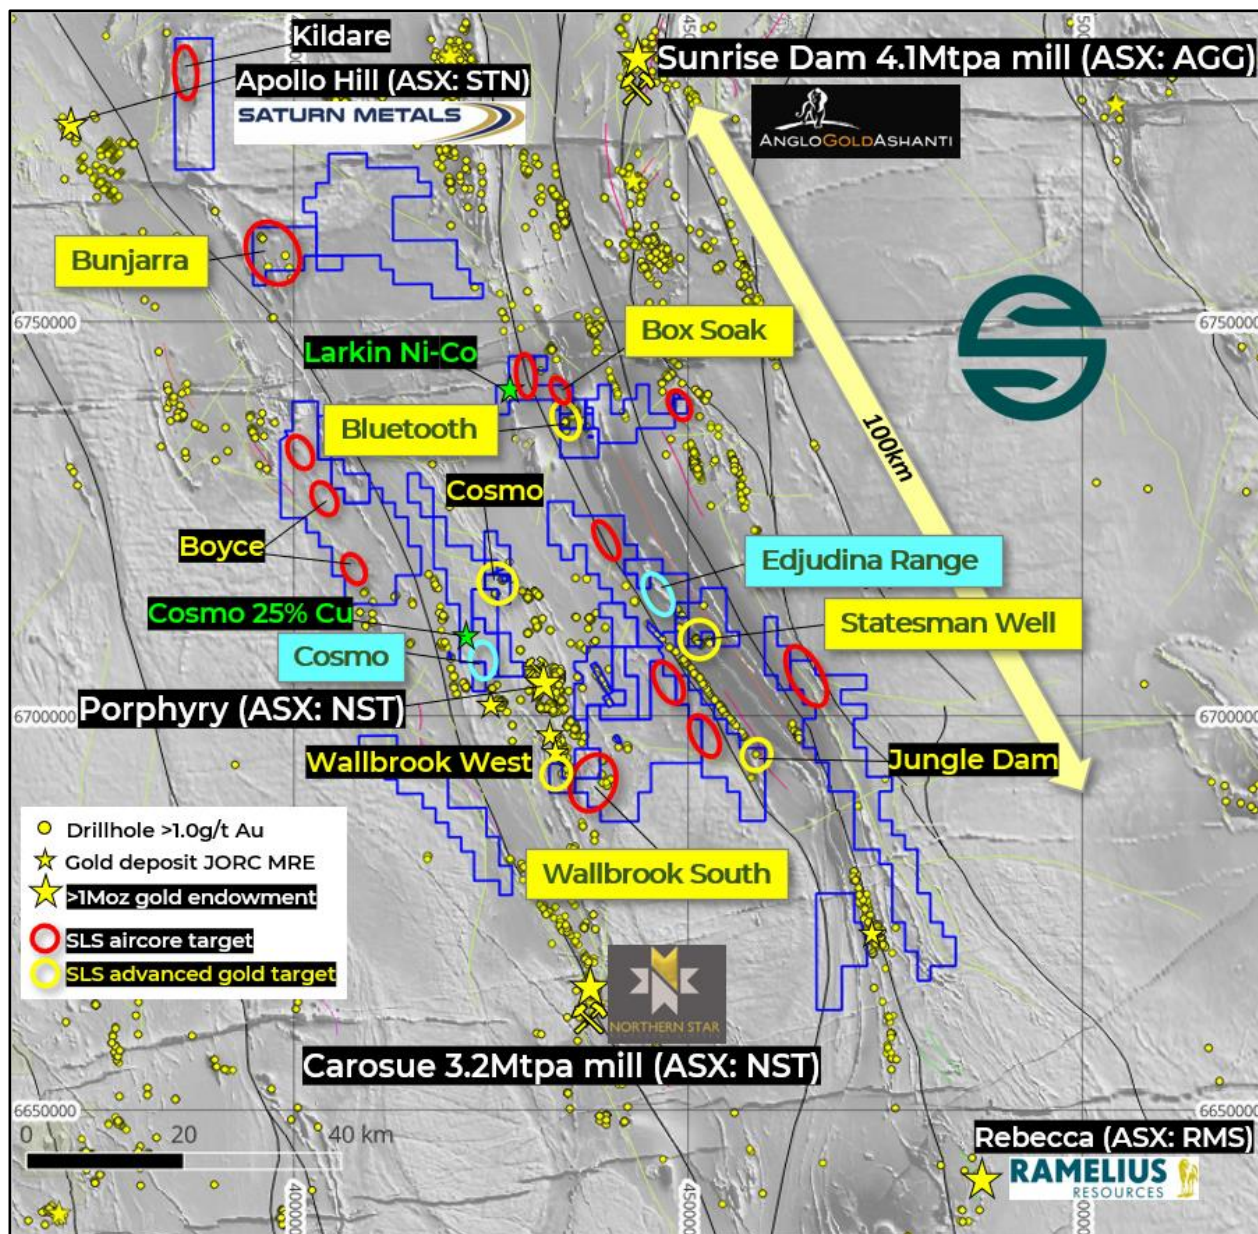 Kildare
Apollo Hill (ASX: STN)
SATURN METALS
Sunrise Dam 4.1Mtpa mill (ASX: AGG)
ANGLOGOLDASHANTI
Bunjarra
6750000
6750000
Larkin Ni-Co
Box Soak
Bluetooth
100km
Cosmo
Boyce
Edjudina Range
Cosmo 25% Cu
Statesman Well
Cosmo
Porphyry (ASX: NST)
6700000
6700000
Wallbrook West
Jungle Dam
Wallbrook South
Drillhole >1.0g/t Au
Gold deposit JORC MRE
>1Moz gold endowment
SLS aircore target
SLS advanced gold target
NORTHERN STAR
Carosue 3.2Mtpa mill (ASX: NST)
6650000
6650000
0 20 40 km
Rebecca (ASX: RMS)
RAMELIUS
RESOURCES